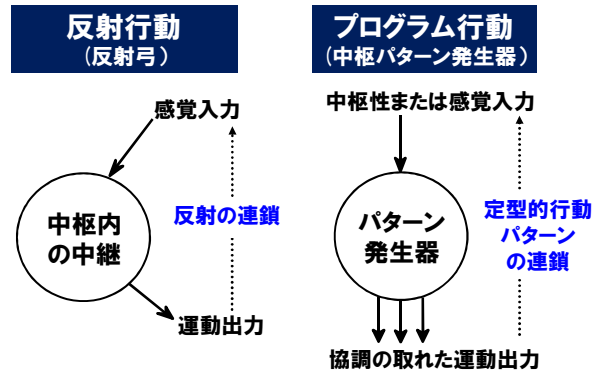 反射行動
(反射弓)
感覚入力
中枢内
の中継
反射の連鎖
運動出力
プログラム行動
(中枢パターン発生器)
中枢性または感覚入力
パターン
発生器
定型的行動
パターン
の連鎖
協調の取れた運動出力